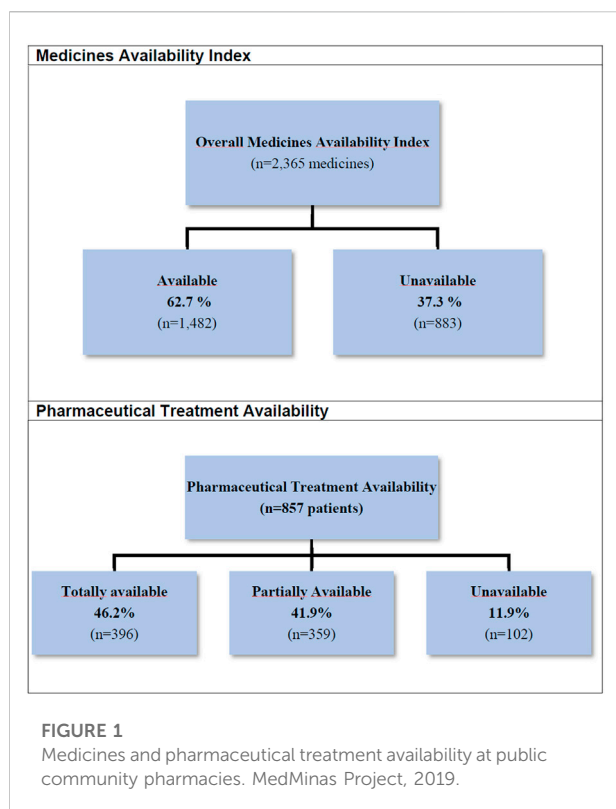 Medicines Availability Index
Overall Medicines Availability Index
(n=2,365 medicines)
Available
62.7 %
(n=1,482)
Unavailable
37.3 %
(n=883)
Pharmaceutical Treatment Availability
Pharmaceutical Treatment Availability
(n=857 patients)
Totally available
46.2%
(n=396)
Partially Available
41.9%
(n=359)
Unavailable
11.9%
(n=102)
FIGURE 1
Medicines and pharmaceutical treatment availability at public
community pharmacies. MedMinas Project, 2019.